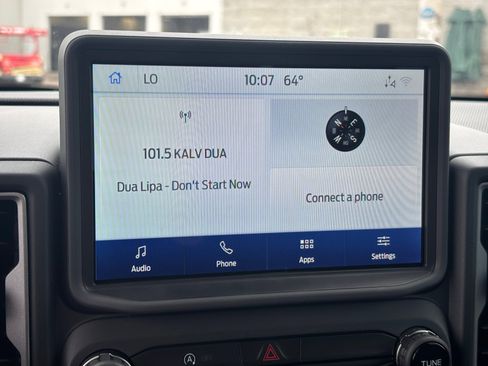 LO 10:07 64°
101.5 KALV DUA
Dua Lipa - Don't Start Now
N E S W
Connect a phone
Audio Phone Apps Settings
TUNE